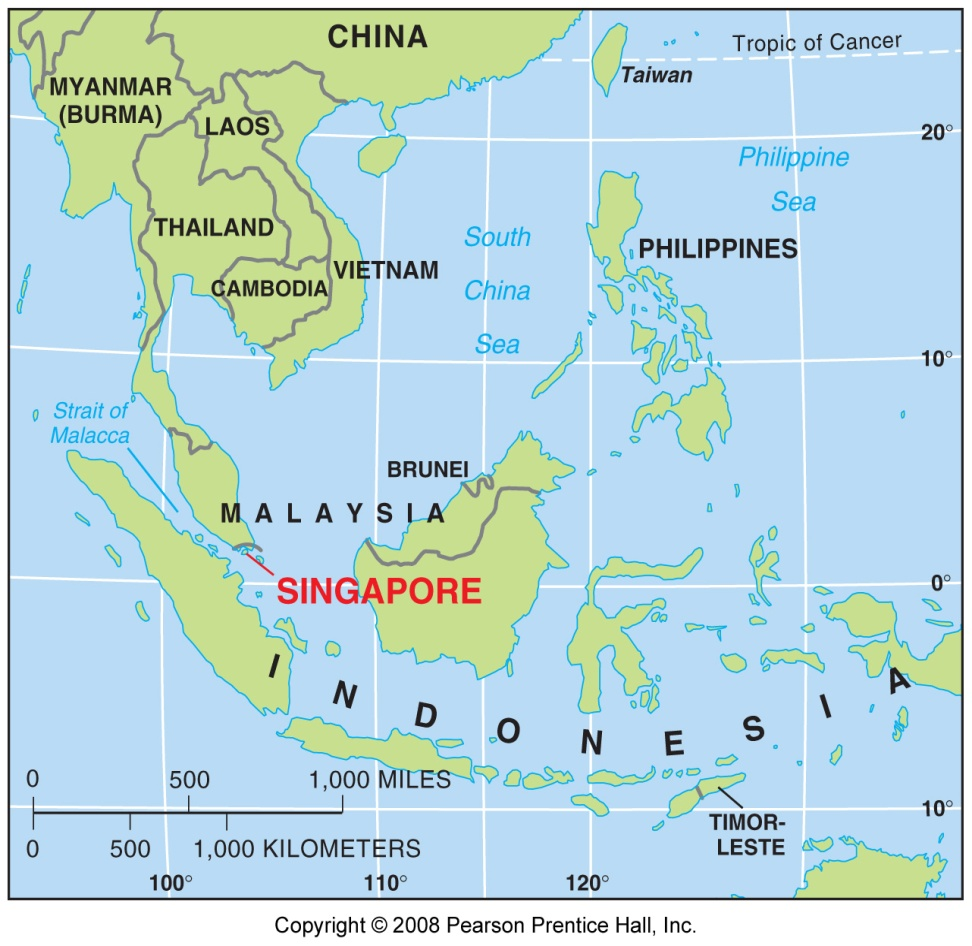 CHINA
Tropic of Cancer
Taiwan
MYANMAR
(BURMA)
LAOS
20°
Philippine
Sea
THAILAND
South
China
Sea
PHILIPPINES
VIETNAM
CAMBODIA
10°
Strait of
Malacca
BRUNEI
MALAYSIA
0°
SINGAPORE
INDONESIA
0 500 1,000 MILES
0 500 1,000 KILOMETERS
10°
TIMOR-
LESTE
100° 110° 120°
Copyright © 2008 Pearson Prentice Hall, Inc.